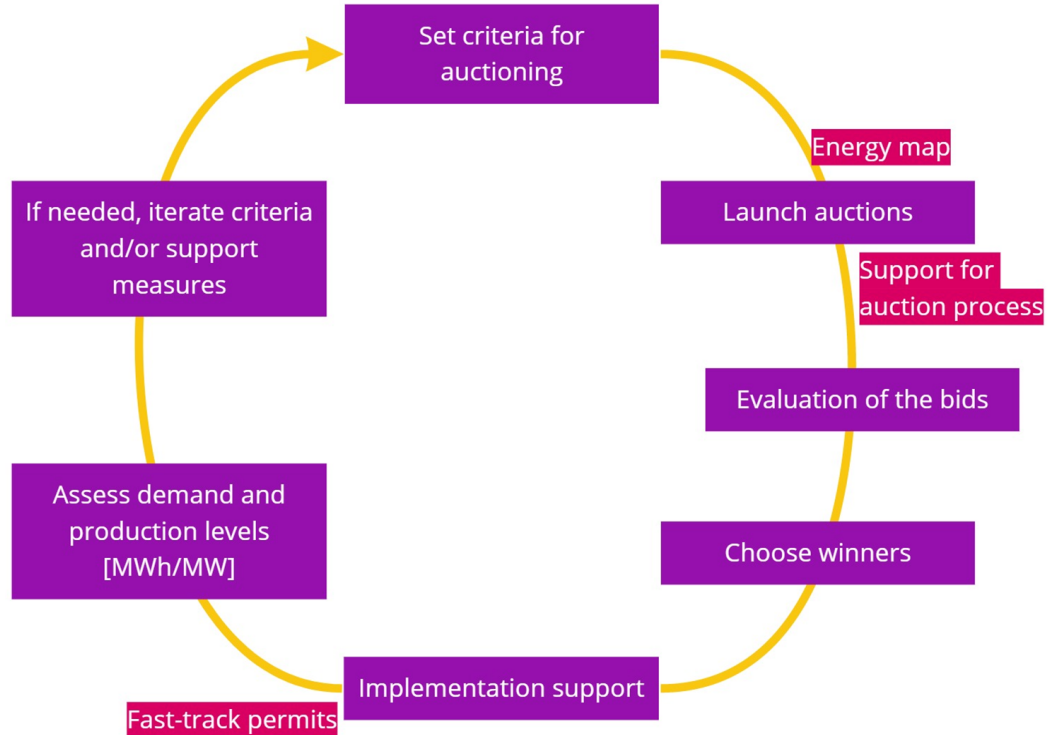 Set criteria for
auctioning
Energy map
Launch auctions
Support for
auction process
Evaluation of the bids
Choose winners
Implementation support
Fast-track permits
Assess demand and
production levels
[MWh/MW]
If needed, iterate criteria
and/or support
measures